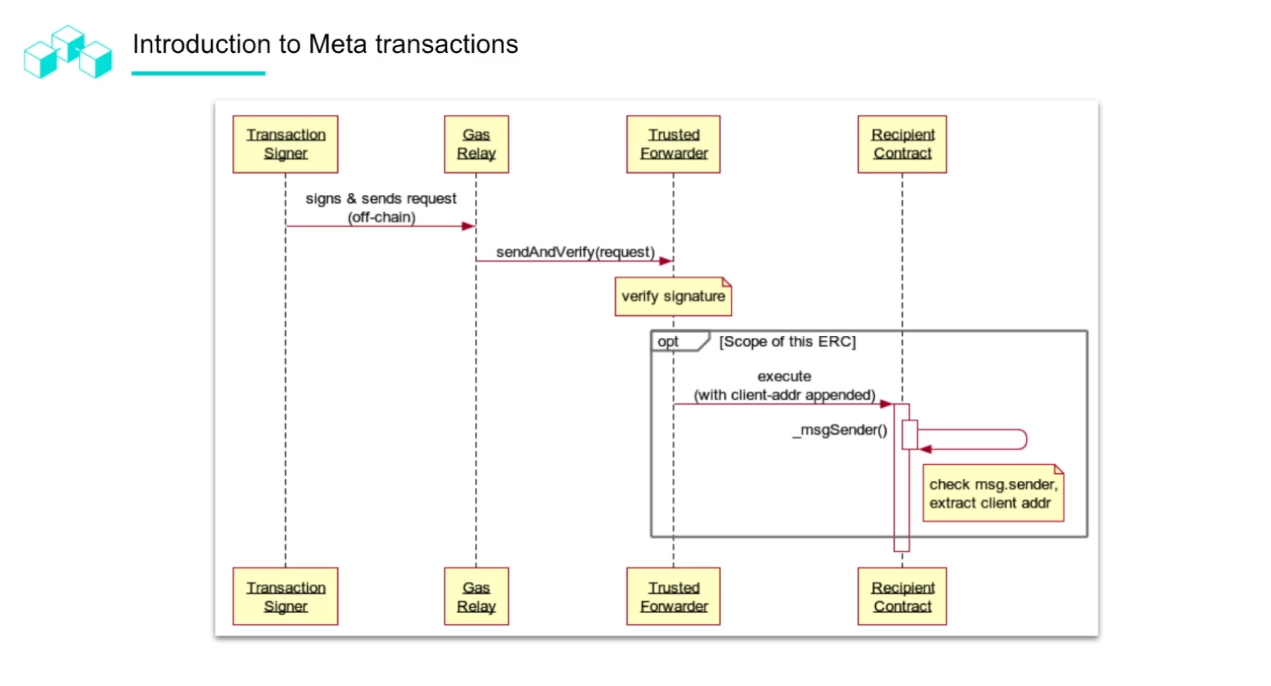 Introduction to Meta transactions
Transaction
Signer
Gas
Relay
Trusted
Forwarder
Recipient
Contract
signs & sends request
(off-chain)
sendAndVerify(request)
verify signature
opt
[Scope of this ERC]
execute
(with client-addr appended)
_msgSender()
check msg.sender,
extract client addr
Transaction
Signer
Gas
Relay
Trusted
Forwarder
Recipient
Contract